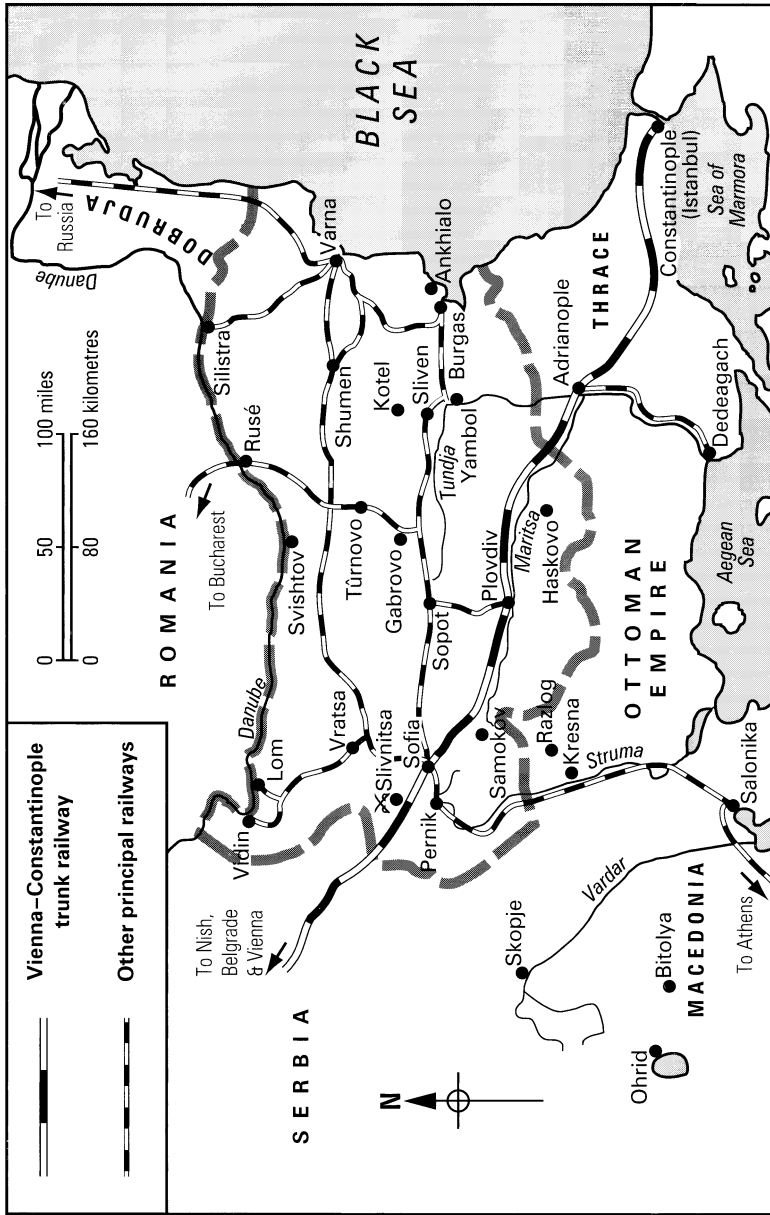 Vienna–Constantinople
trunk railway
Other principal railways
0 50 100 miles
0 80 160 kilometres
N
ROMANIA
SERBIA
BLACK
SEA
DOBRUDJA
To
Russia
Danube
To Bucharest
Danube
To Nish,
Belgrade
& Vienna
Vidin
Lom
Vratsa
Svishtov
Rusé
Silistra
Varna
Shumen
Tûrnovo
Gabrovo
Kotel
Sliven
Ankhialo
Burgas
Yambol
Tundja
Slivnitsa
Sofia
Pernik
Sopot
Plovdiv
Maritsa
Haskovo
Samokov
Razlog
Kresna
Struma
OTTOMAN
EMPIRE
Adrianople
THRACE
Constantinople
(Istanbul)
Sea of
Marmora
Dedeagach
Aegean
Sea
Salonika
To Athens
Vardar
Skopje
Bitolya
MACEDONIA
Ohrid